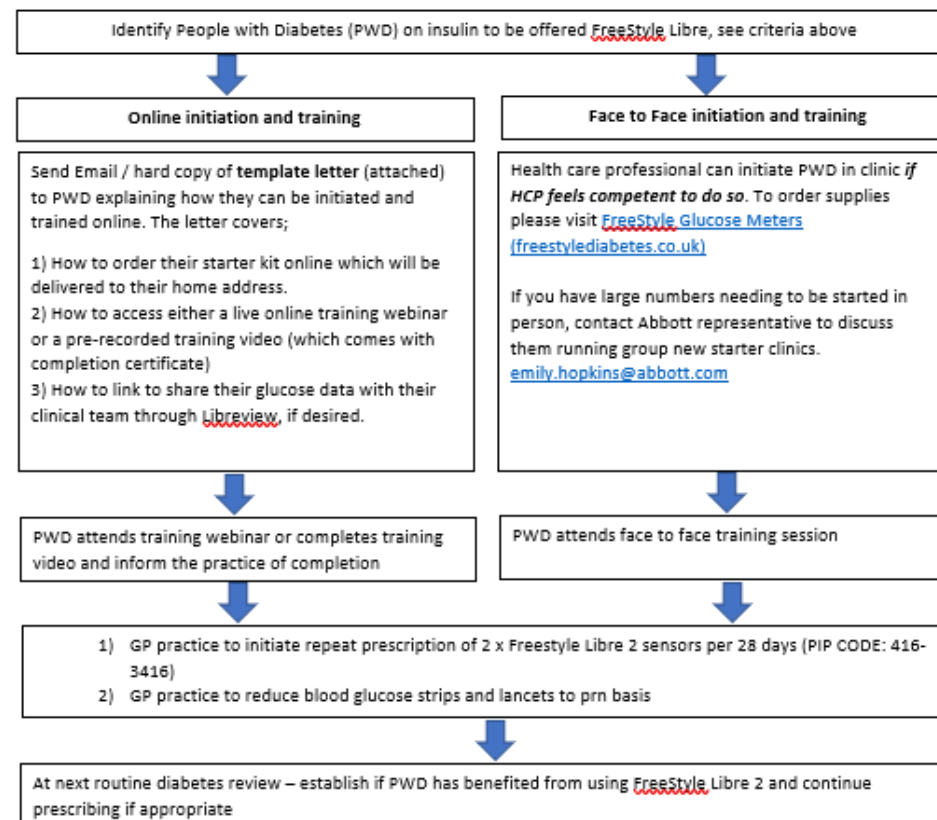 Identify People with Diabetes (PWD) on insulin to be offered FreeStyle Libre, see criteria above
Online initiation and training
Send Email / hard copy of template letter (attached)
to PWD explaining how they can be initiated and
trained online. The letter covers;
1) How to order their starter kit online which will be
delivered to their home address.
2) How to access either a live online training webinar
or a pre-recorded training video (which comes with
completion certificate)
3) How to link to share their glucose data with their
clinical team through Libreview, if desired.
PWD attends training webinar or completes training
video and inform the practice of completion
Face to Face initiation and training
Health care professional can initiate PWD in clinic if
HCP feels competent to do so. To order supplies
please visit FreeStyle Glucose Meters
(freestylediabetes.co.uk)
If you have large numbers needing to be started in
person, contact Abbott representative to discuss
them running group new starter clinics.
emily.hopkins@abbott.com
PWD attends face to face training session
1) GP practice to initiate repeat prescription of 2 x Freestyle Libre 2 sensors per 28 days (PIP CODE: 416-
3416)
2) GP practice to reduce blood glucose strips and lancets to prn basis
At next routine diabetes review – establish if PWD has benefited from using FreeStyle Libre 2 and continue
prescribing if appropriate